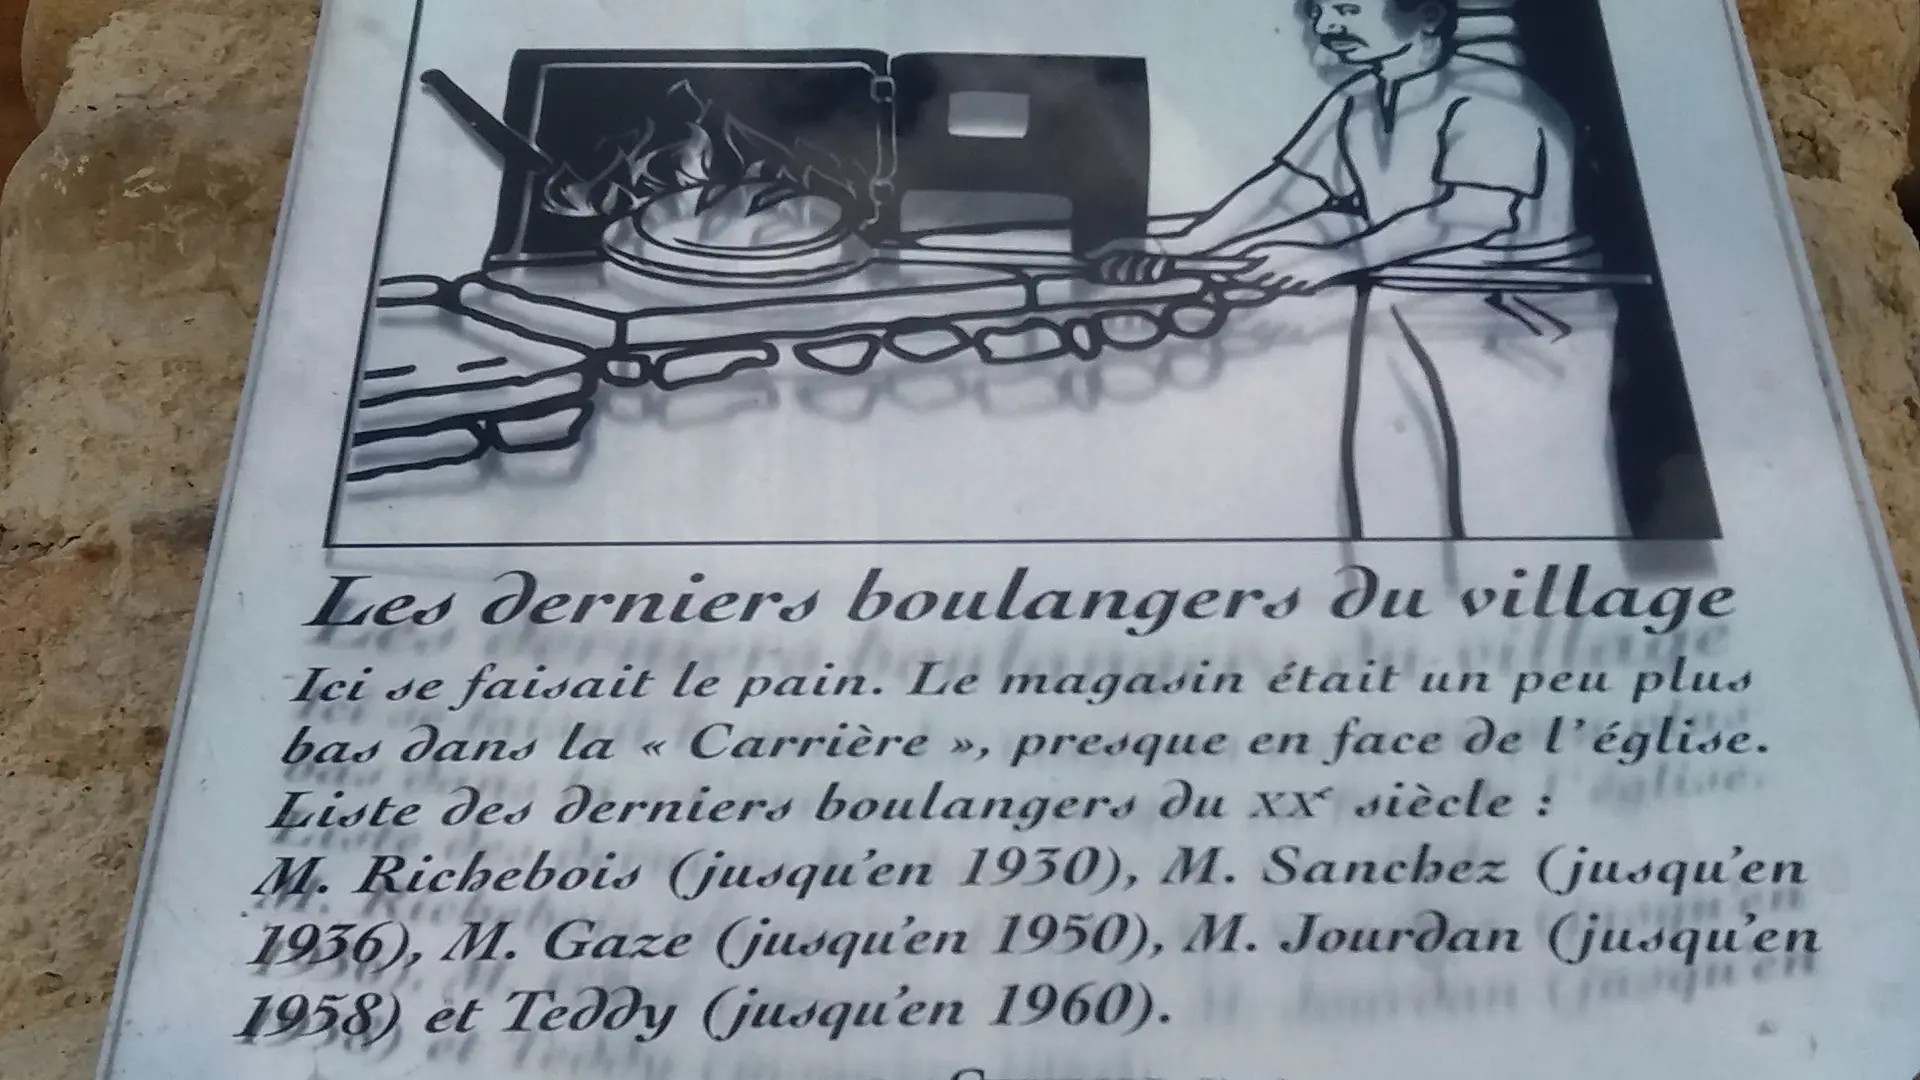 Les derniers boulangers du village
Ici se faisait le pain. Le magasin était un peu plus
bas dans la « Carrière », presque en face de l'église.
Liste des derniers boulangers du XXe siècle :
M. Richebois (jusqu'en 1930), M. Sanchez (jusqu'en
1936), M. Gaze (jusqu'en 1950), M. Jourdan (jusqu'en
1958) et Teddy (jusqu'en 1960).